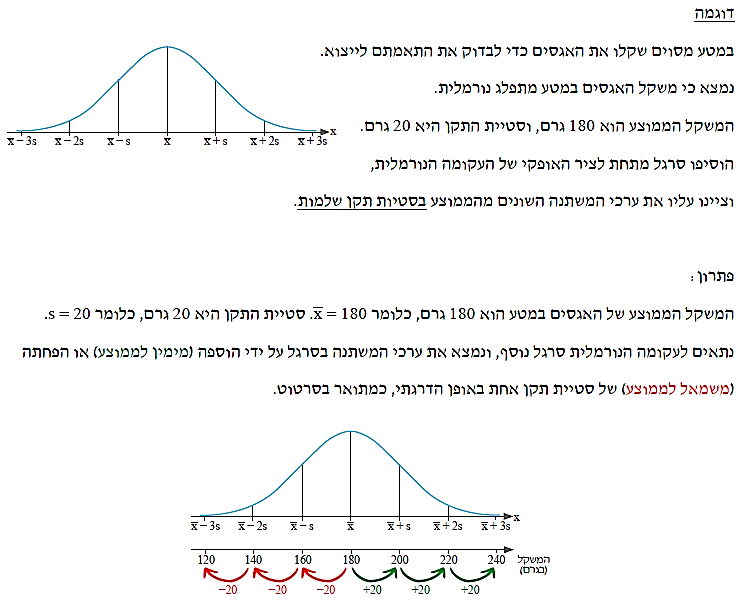 דוגמה
במטע מסוים שקלו את האגסים כדי לבדוק את התאמתם לייצוא.
נמצא כי משקל האגסים במטע מתפלג נורמלית.
המשקל הממוצע הוא 180 גרם, וסטיית התקן היא 20 גרם.
הוסיפו סרגל מתחת לציר האופקי של העקומה הנורמלית,
וציינו עליו את ערכי המשתנה השונים מהממוצע בסטיות תקן שלמות.
x̅−3s x̅−2s x̅−s x̅ x̅+s x̅+2s x̅+3s x
פתרון:
המשקל הממוצע של האגסים במטע הוא 180 גרם, כלומר x̅ = 180. סטיית התקן היא 20 גרם, כלומר s = 20.
נתאים לעקומה הנורמלית סרגל נוסף, ונמצא את ערכי המשתנה בסרגל על ידי הוספה (מימין לממוצע) או הפחתה
(משמאל לממוצע) של סטיית תקן אחת באופן הדרגתי, כמתואר בסרטוט.
x̅−3s x̅−2s x̅−s x̅ x̅+s x̅+2s x̅+3s x
120 140 160 180 200 220 240 המשקל
(בגרם)
−20 −20 −20 +20 +20 +20